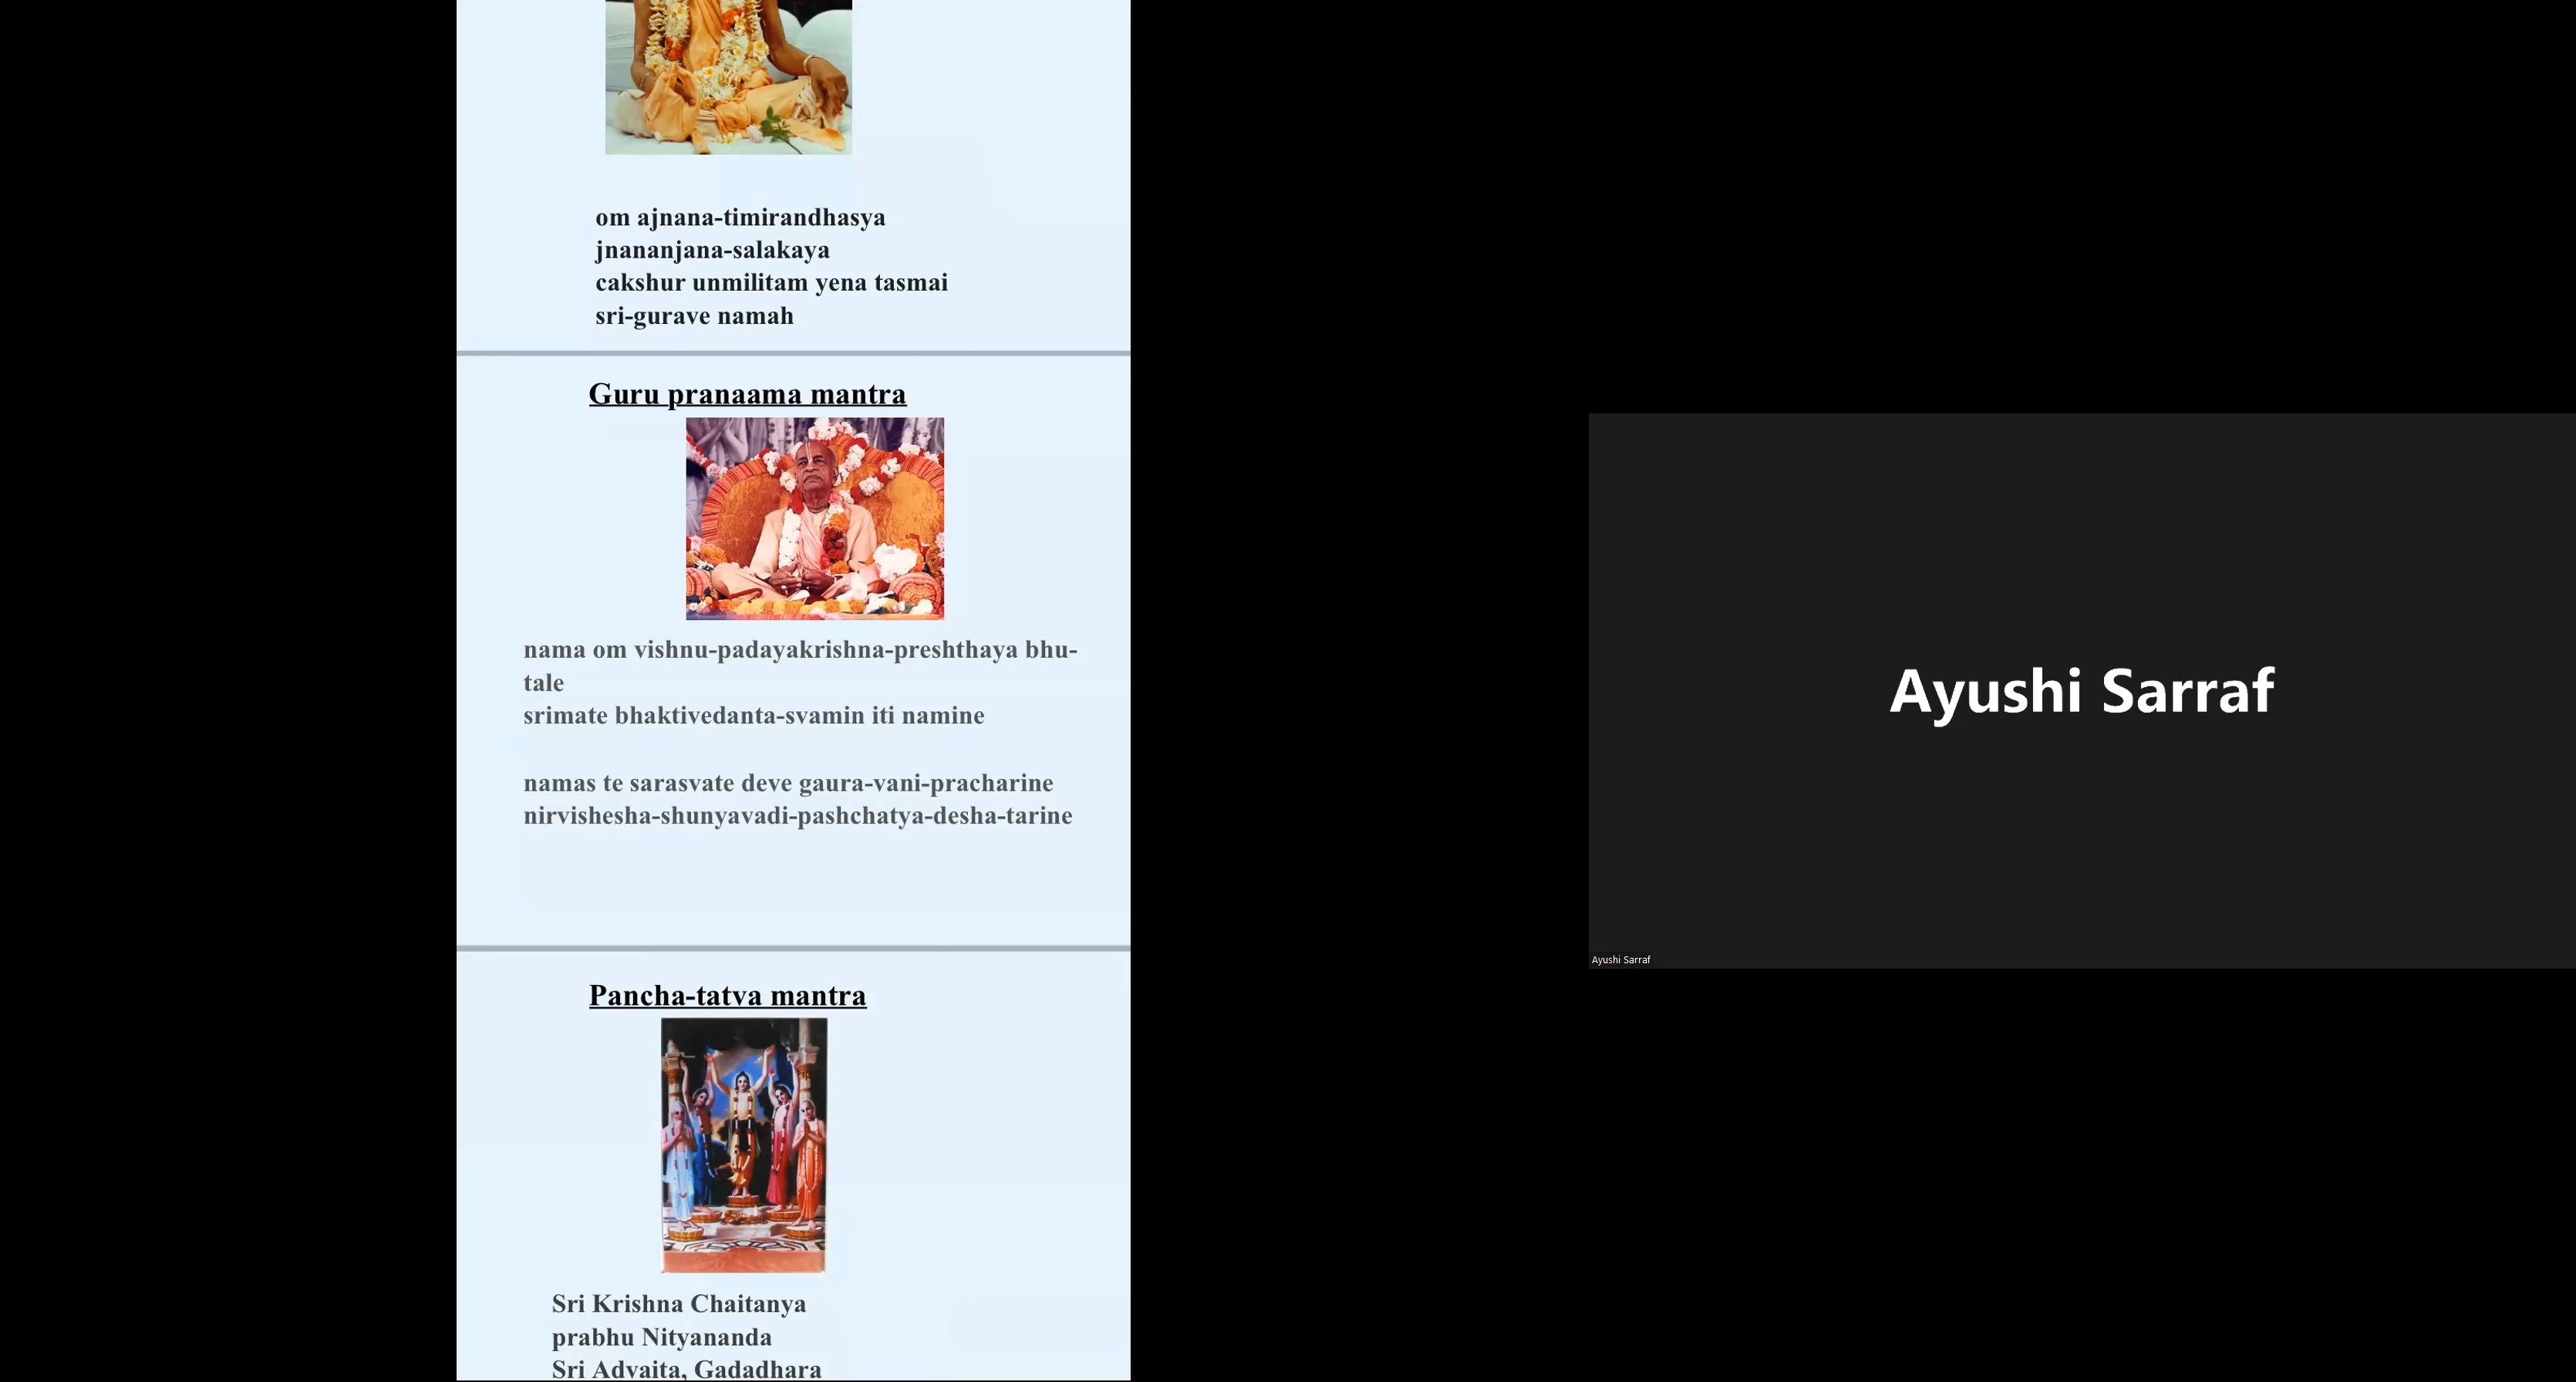 om ajnana-timirandhasya
jnananjana-salakaya
cakshur unmilitam yena tasmai
sri-gurave namah
Guru pranaama mantra
nama om vishnu-padayakrishna-preshthaya bhu-
tale
srimate bhaktivedanta-svamin iti namine
namas te sarasvate deve gaura-vani-pracharine
nirvishesha-shunyavadi-pashchatya-desha-tarine
Pancha-tatva mantra
Sri Krishna Chaitanya
prabhu Nityananda
Sri Advaita, Gadadhara
Ayushi Sarraf
Ayushi Sarraf